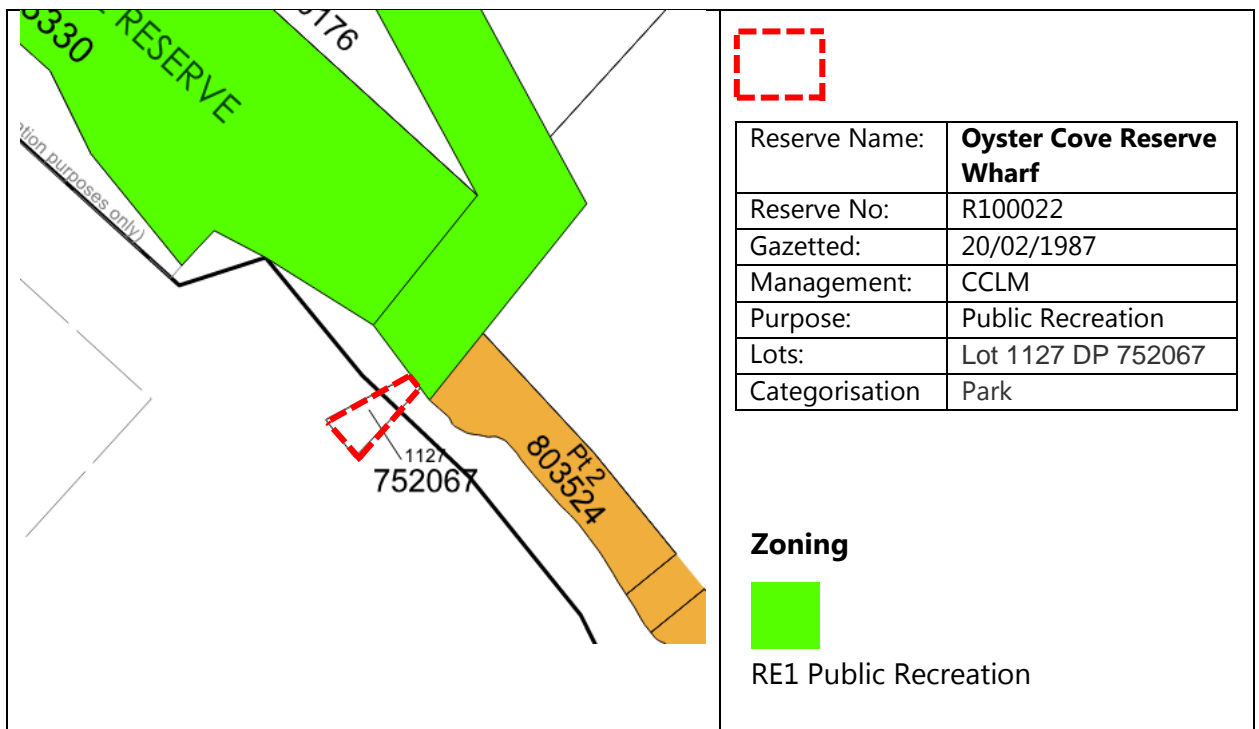 330
RESERVE
176
tion purposes only)
1127
752067
Pt 2
803524
Reserve Name: Oyster Cove Reserve
Wharf
Reserve No: R100022
Gazetted: 20/02/1987
Management: CCLM
Purpose: Public Recreation
Lots: Lot 1127 DP 752067
Categorisation Park
Zoning
RE1 Public Recreation